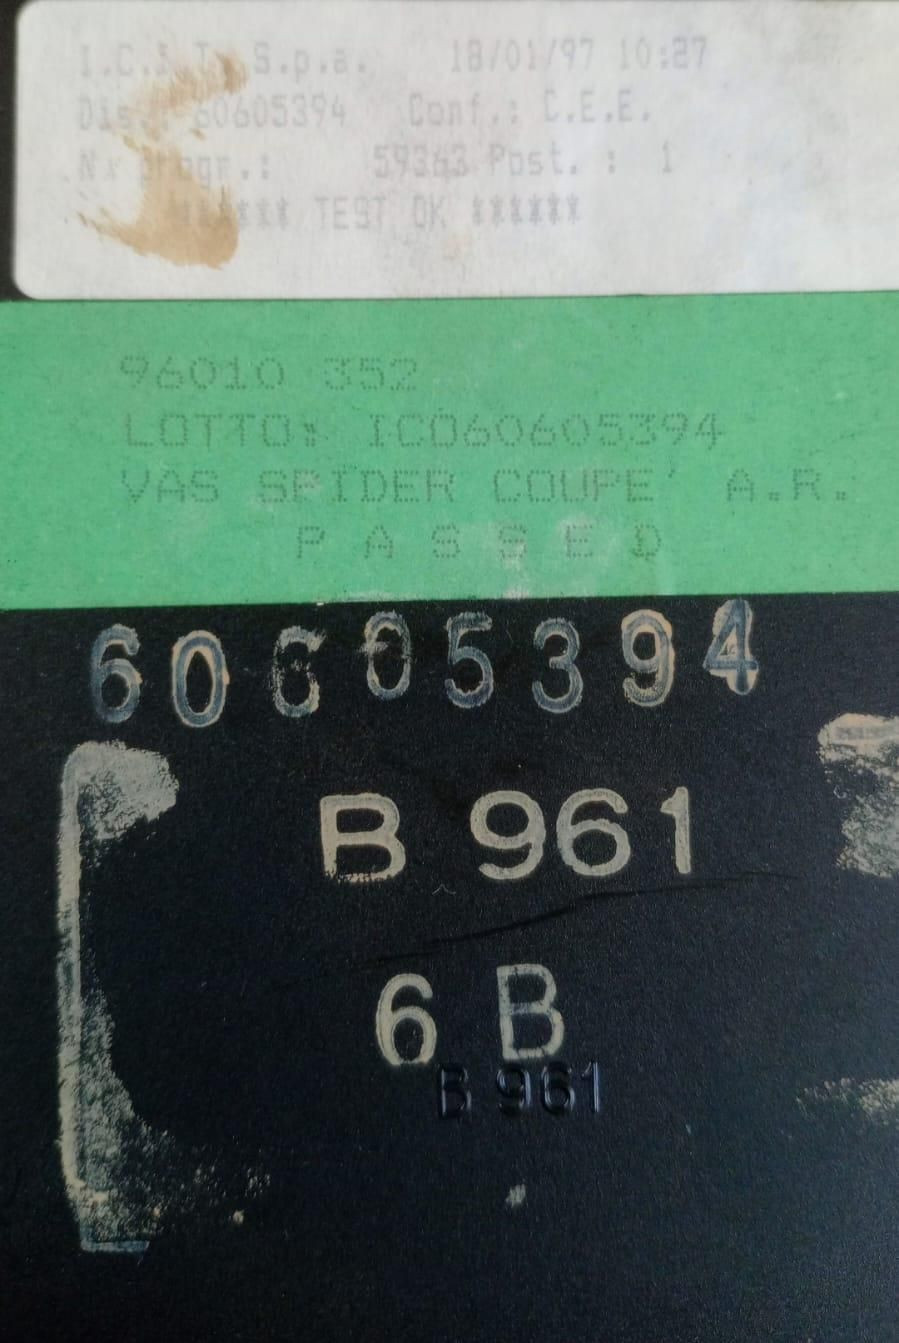 I.C.I.T. S.p.a. 18/01/97 10:27
Dis.: 60605394 Conf.: C.E.E.
Nr progr.: 59363 Post. : 1
****** TEST OK ******
96010 352
LOTTO: ICO60605394
VAS SPIDER COUPE' A.R.
P A S S E D
60605394
B 961
6 B
B 961